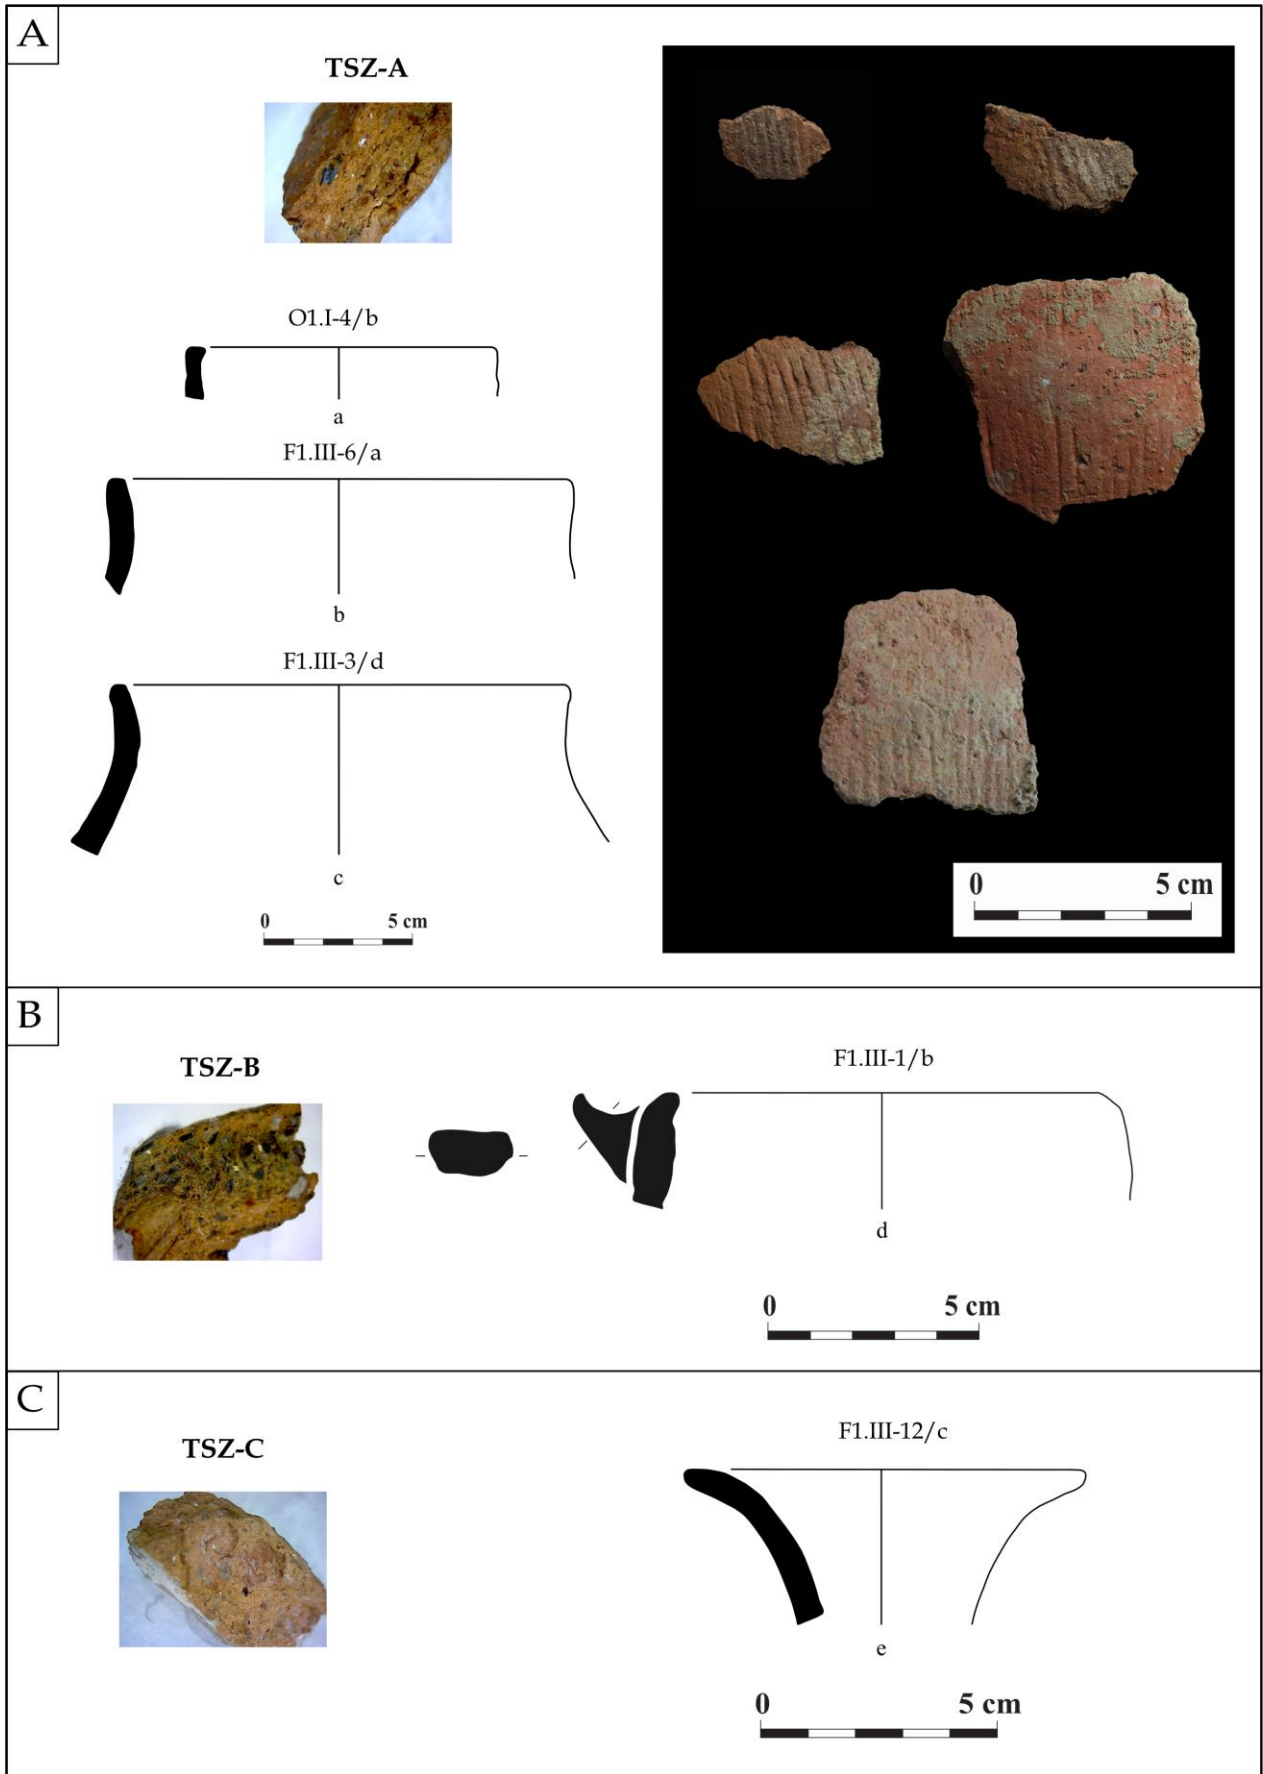 A
TSZ-A
O1.I-4/b
a
F1.III-6/a
b
F1.III-3/d
c
0 5 cm
0 5 cm
B
TSZ-B
F1.III-1/b
d
0 5 cm
C
TSZ-C
F1.III-12/c
e
0 5 cm